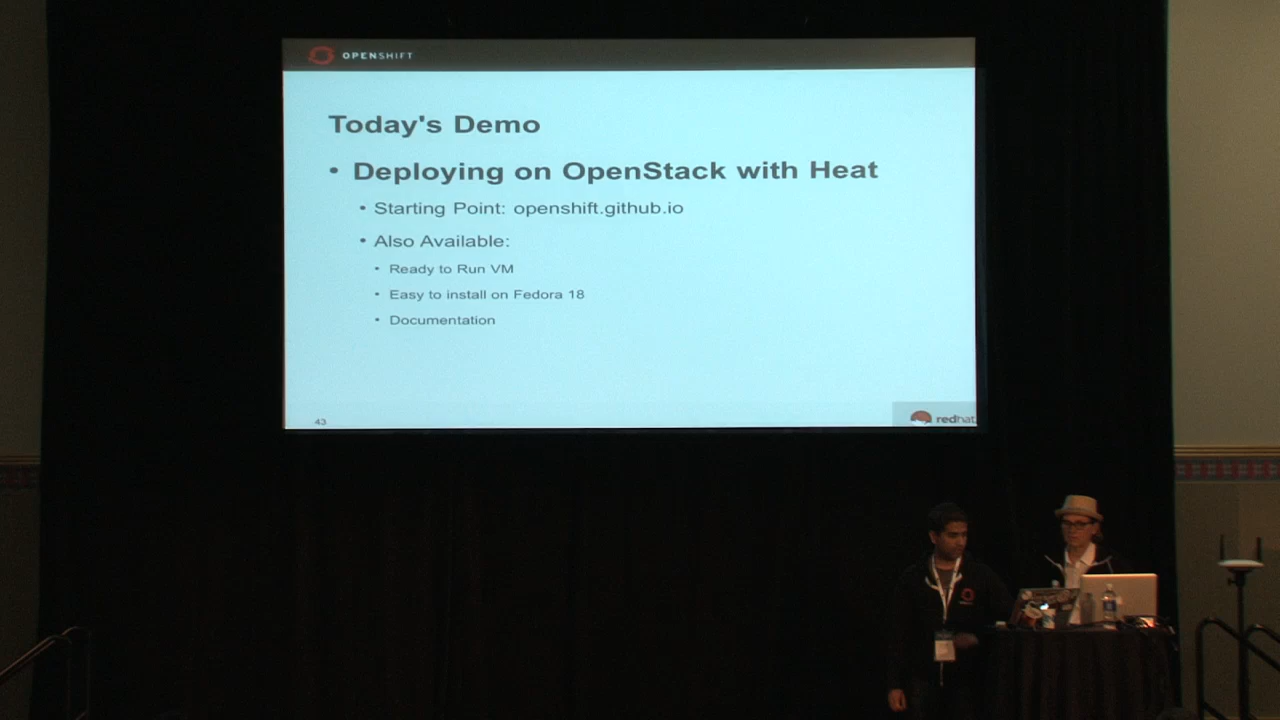 OPENSHIFT
Today's Demo
• Deploying on OpenStack with Heat
• Starting Point: openshift.github.io
• Also Available:
• Ready to Run VM
• Easy to install on Fedora 18
• Documentation
43
redhat.